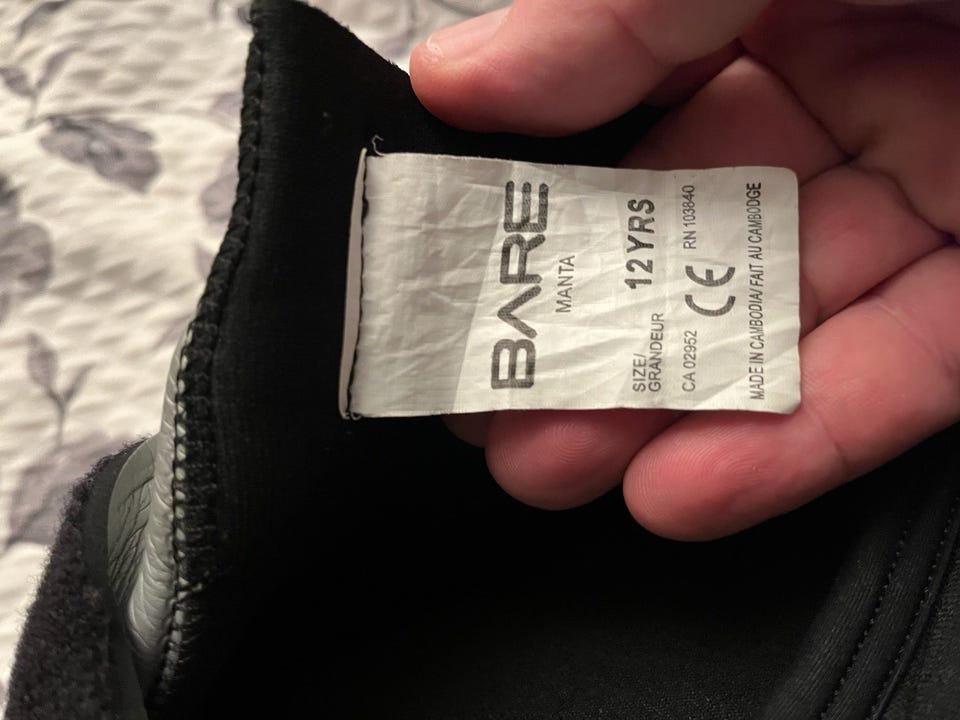 BARE
MANTA
SIZE/ 12 YRS
GRANDEUR
CA 02952 CE RN 103840
MADE IN CAMBODIA/ FAIT AU CAMBODGE